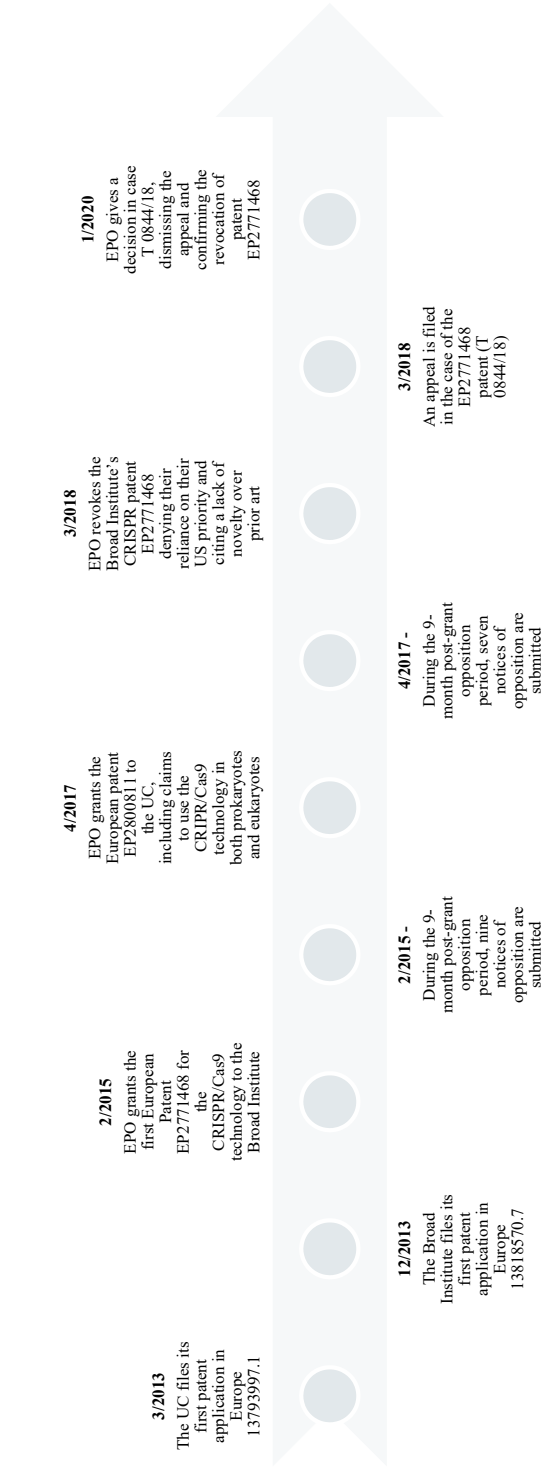 3/2013
The UC files its
first patent
application in
Europe
13793997.1
12/2013
The Broad
Institute files its
first patent
application in
Europe
13818570.7
2/2015
EPO grants the
first European
Patent
EP2771468 for
the
CRISPR/Cas9
technology to the
Broad Institute
2/2015 -
During the 9-
month post-grant
opposition
period, nine
notices of
opposition are
submitted
4/2017
EPO grants the
European patent
EP2800811 to
the UC,
including claims
to use the
CRIPR/Cas9
technology in
both prokaryotes
and eukaryotes
4/2017 -
During the 9-
month post-grant
opposition
period, seven
notices of
opposition are
submitted
3/2018
EPO revokes the
Broad Institute’s
CRISPR patent
EP2771468
denying their
reliance on their
US priority and
citing a lack of
novelty over
prior art
3/2018
An appeal is filed
in the case of the
EP2771468
patent (T
0844/18)
1/2020
EPO gives a
decision in case
T 0844/18,
dismissing the
appeal and
confirming the
revocation of
patent
EP2771468